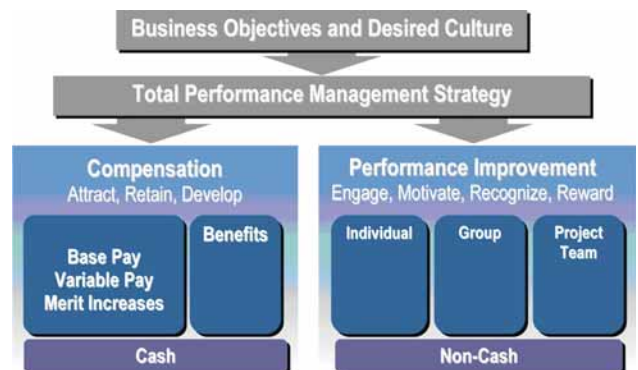 Business Objectives and Desired Culture
Total Performance Management Strategy
Compensation
Attract, Retain, Develop
Base Pay
Variable Pay
Merit Increases
Benefits
Cash
Performance Improvement
Engage, Motivate, Recognize, Reward
Individual
Group
Project
Team
Non-Cash